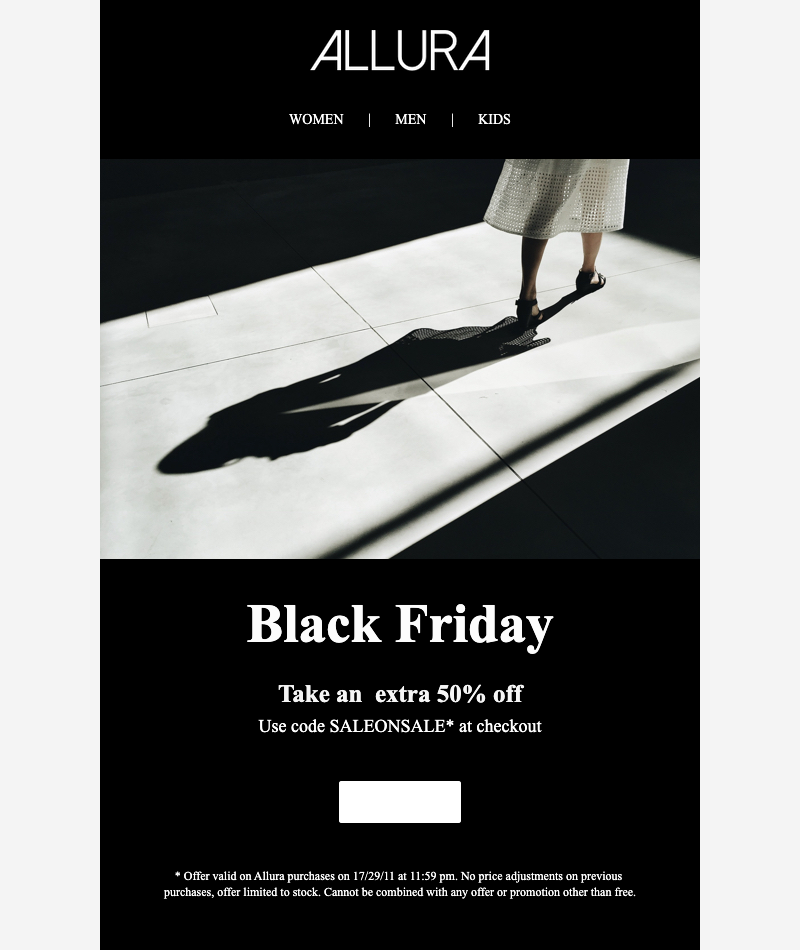 ALLURA
WOMEN | MEN | KIDS
Black Friday
Take an  extra 50% off
Use code SALEONSALE* at checkout
* Offer valid on Allura purchases on 17/29/11 at 11:59 pm. No price adjustments on previous
purchases, offer limited to stock. Cannot be combined with any offer or promotion other than free.